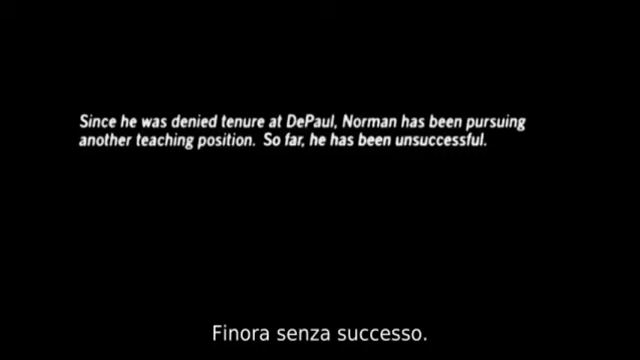 Since he was denied tenure at DePaul, Norman has been pursuing
another teaching position. So far, he has been unsuccessful.
Finora senza successo.